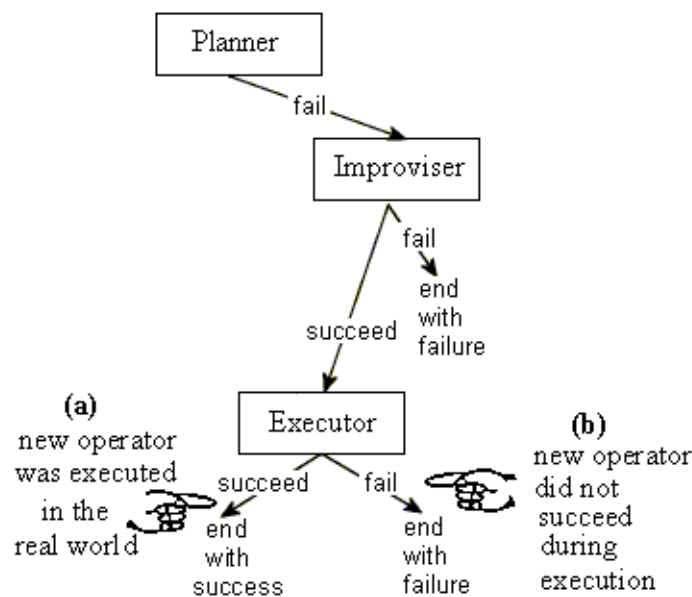 Planner
fail
Improviser
fail
end
with
failure
succeed
Executor
(a)
new operator
was executed
in the
real world
succeed
end
with
success
fail
end
with
failure
(b)
new operator
did not
succeed
during
execution